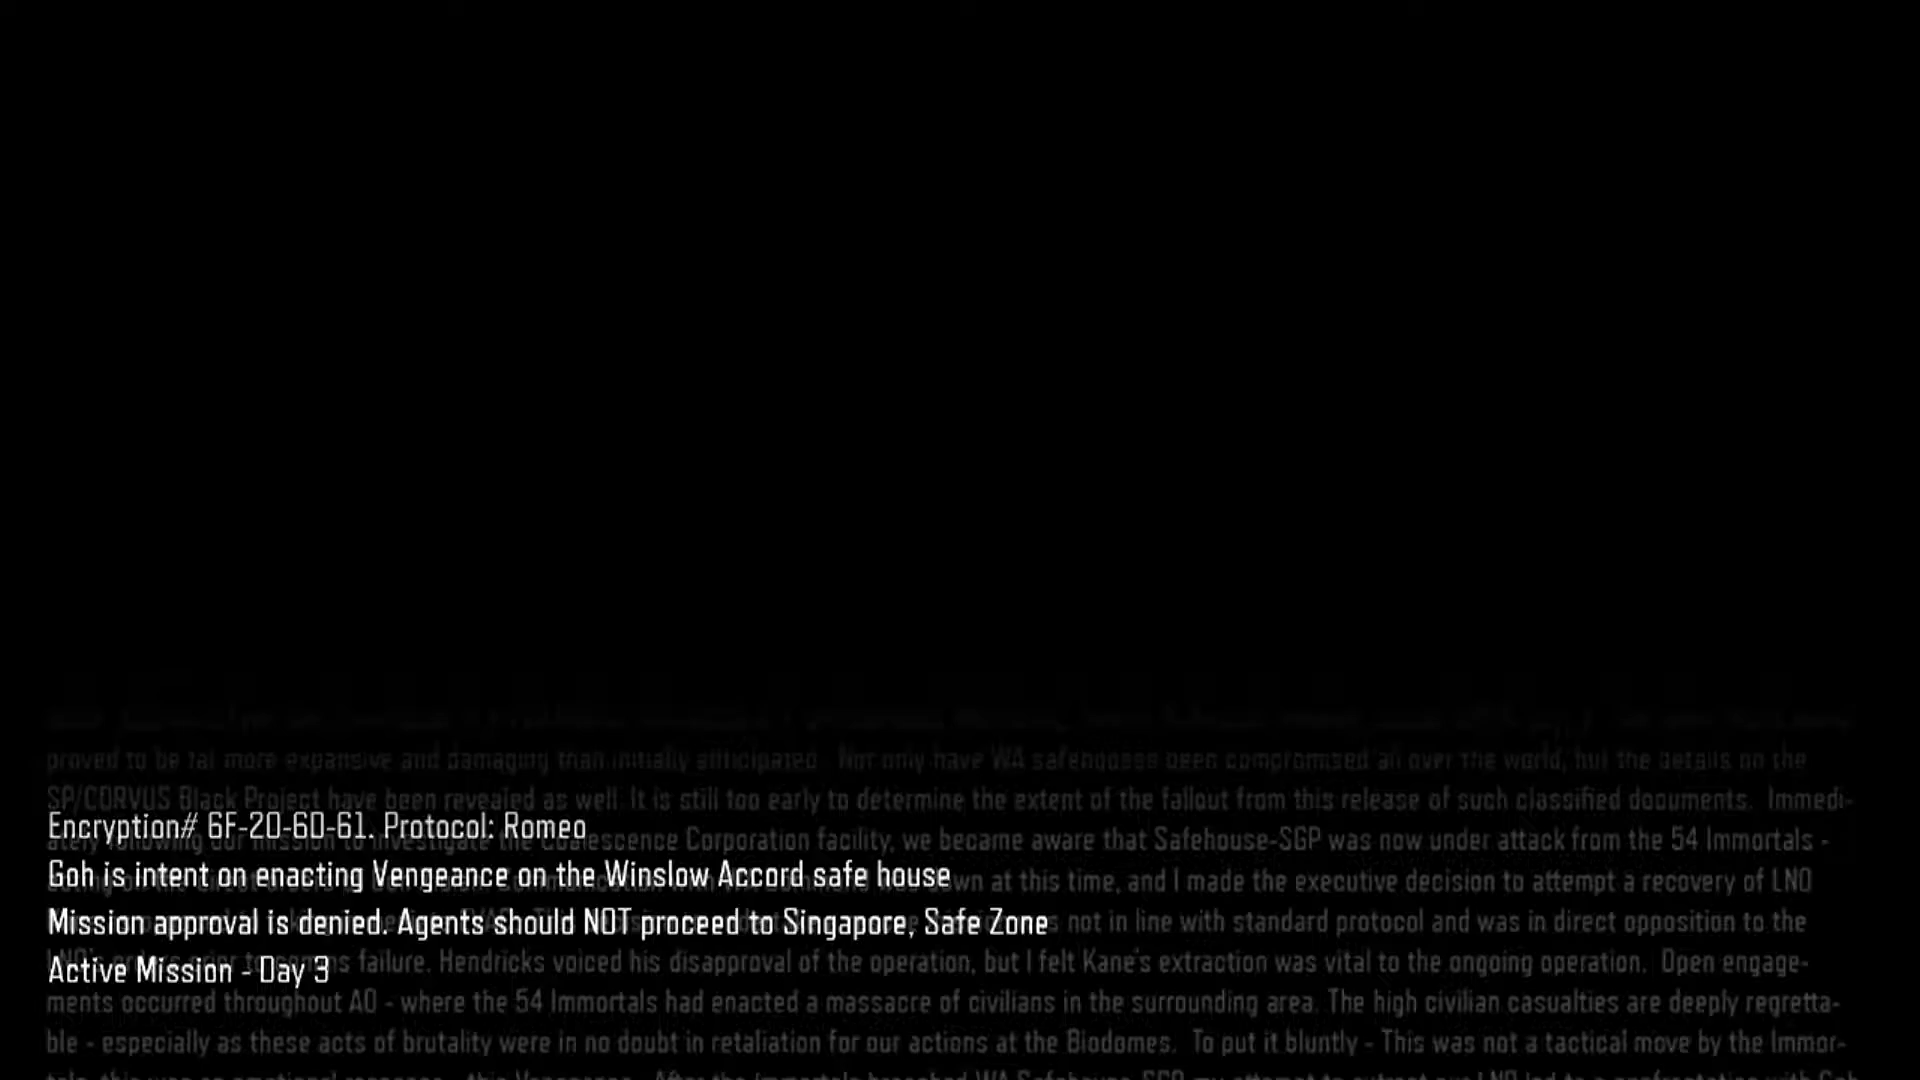 proved to be far more expansive and damaging than initially anticipated. Not only have WA safehouses been compromised all over the world, but the details on the
SP/CORVUS Black Project have been revealed as well. It is still too early to determine the extent of the fallout from this release of such classified documents. Immedi-
Encryption# 6F-20-60-61. Protocol: Romeo
ately following our mission to investigate the Coalescence Corporation facility, we became aware that Safehouse-SGP was now under attack from the 54 Immortals -
Goh is intent on enacting Vengeance on the Winslow Accord safe house
at this time, and I made the executive decision to attempt a recovery of LNO
Mission approval is denied. Agents should NOT proceed to Singapore, Safe Zone
not in line with standard protocol and was in direct opposition to the
failure. Hendricks voiced his disapproval of the operation, but I felt Kane's extraction was vital to the ongoing operation. Open engage-
Active Mission - Day 3
ments occurred throughout AO - where the 54 Immortals had enacted a massacre of civilians in the surrounding area. The high civilian casualties are deeply regretta-
ble - especially as these acts of brutality were in no doubt in retaliation for our actions at the Biodomes. To put it bluntly - This was not a tactical move by the Immor-